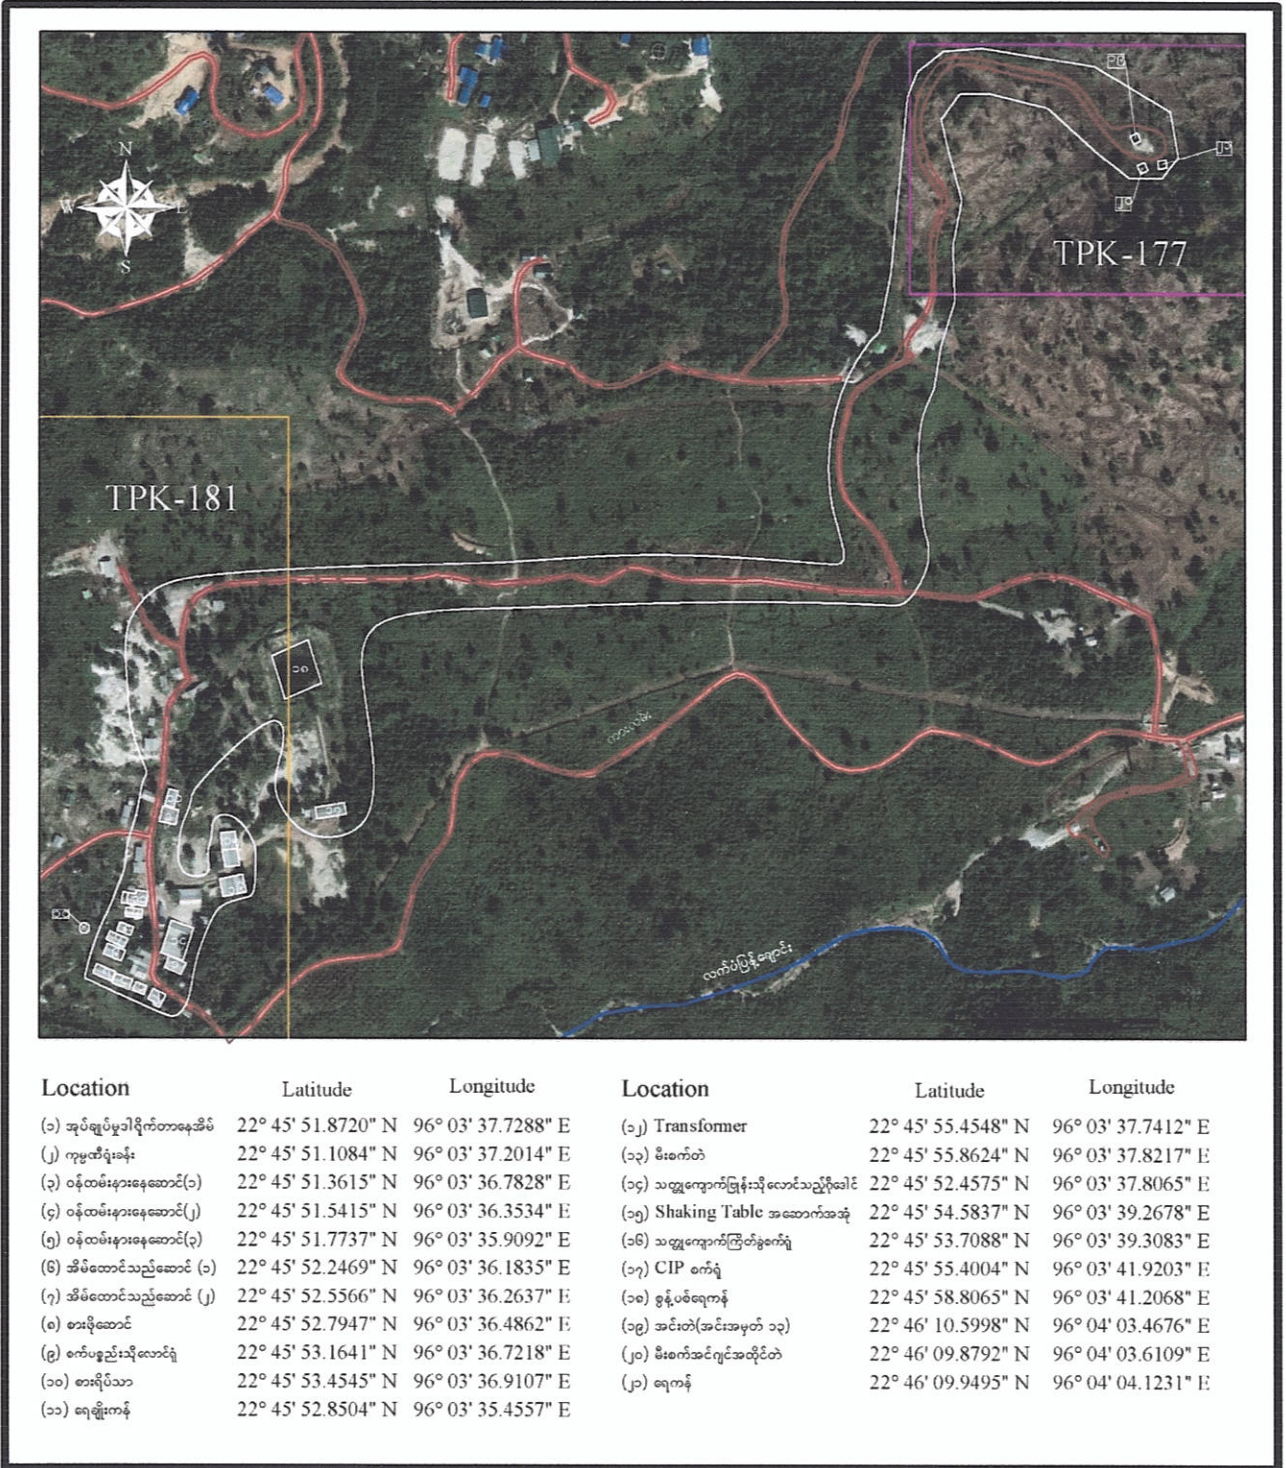 N
W
S
TPK-177
၁၉
၂၁
၂၀
TPK-181
၁၈
ကားလမ်း
၁၇
၁၁
၁၄
လက်ပံပြန့်ချောင်း
Location Latitude Longitude
(၁) အုပ်ချုပ်မှုဒါရိုက်တာနေအိမ် 22° 45' 51.8720" N 96° 03' 37.7288" E
(၂) ကုမ္ပဏီရုံးခန်း 22° 45' 51.1084" N 96° 03' 37.2014" E
(၃) ဝန်ထမ်းနားနေဆောင်(၁) 22° 45' 51.3615" N 96° 03' 36.7828" E
(၄) ဝန်ထမ်းနားနေဆောင်(၂) 22° 45' 51.5415" N 96° 03' 36.3534" E
(၅) ဝန်ထမ်းနားနေဆောင်(၃) 22° 45' 51.7737" N 96° 03' 35.9092" E
(၆) အိမ်ထောင်သည်ဆောင် (၁) 22° 45' 52.2469" N 96° 03' 36.1835" E
(၇) အိမ်ထောင်သည်ဆောင် (၂) 22° 45' 52.5566" N 96° 03' 36.2637" E
(၈) စားဖိုဆောင် 22° 45' 52.7947" N 96° 03' 36.4862" E
(၉) စက်ပစ္စည်းသိုလှောင်ရုံ 22° 45' 53.1641" N 96° 03' 36.7218" E
(၁၀) စားရိပ်သာ 22° 45' 53.4545" N 96° 03' 36.9107" E
(၁၁) ရေချိုးကန် 22° 45' 52.8504" N 96° 03' 35.4557" E
Location Latitude Longitude
(၁၂) Transformer 22° 45' 55.4548" N 96° 03' 37.7412" E
(၁၃) မီးစက်တဲ 22° 45' 55.8624" N 96° 03' 37.8217" E
(၁၄) သတ္တုကျောက်ဗြုန်းသိုလှောင်သည့်ဂိုဒေါင် 22° 45' 52.4575" N 96° 03' 37.8065" E
(၁၅) Shaking Table အဆောက်အအုံ 22° 45' 54.5837" N 96° 03' 39.2678" E
(၁၆) သတ္တုကျောက်ကြိတ်ခွဲစက်ရုံ 22° 45' 53.7088" N 96° 03' 39.3083" E
(၁၇) CIP စက်ရုံ 22° 45' 55.4004" N 96° 03' 41.9203" E
(၁၈) စွန့်ပစ်ရေကန် 22° 45' 58.8065" N 96° 03' 41.2068" E
(၁၉) အင်းတဲ(အင်းအမှတ် ၁၃) 22° 46' 10.5998" N 96° 04' 03.4676" E
(၂၀) မီးစက်အင်ဂျင်အထိုင်တဲ 22° 46' 09.8792" N 96° 04' 03.6109" E
(၂၁) ရေကန် 22° 46' 09.9495" N 96° 04' 04.1231" E